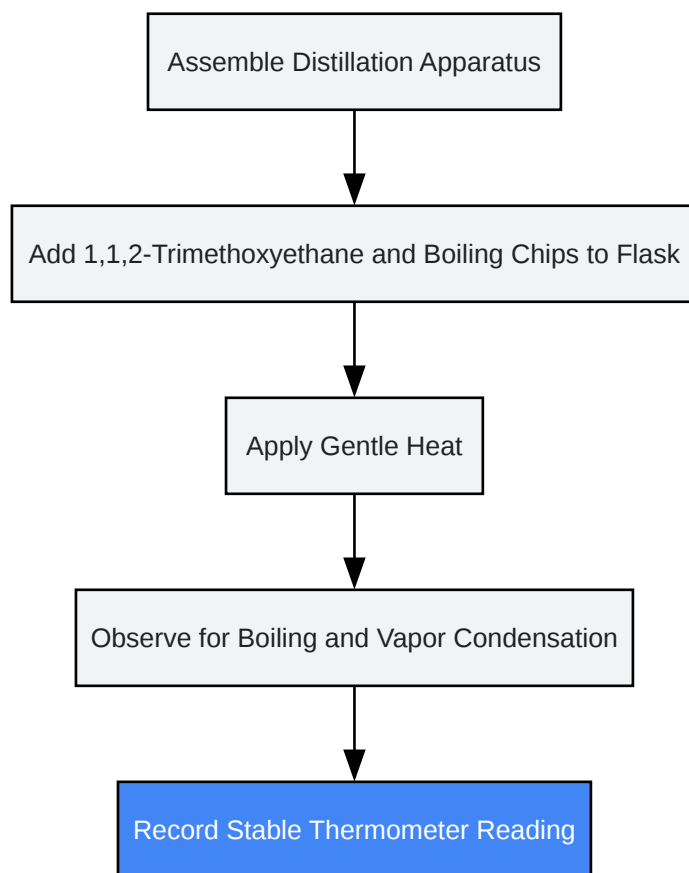 Assemble Distillation Apparatus
Add 1,1,2-Trimethoxyethane and Boiling Chips to Flask
Apply Gentle Heat
Observe for Boiling and Vapor Condensation
Record Stable Thermometer Reading